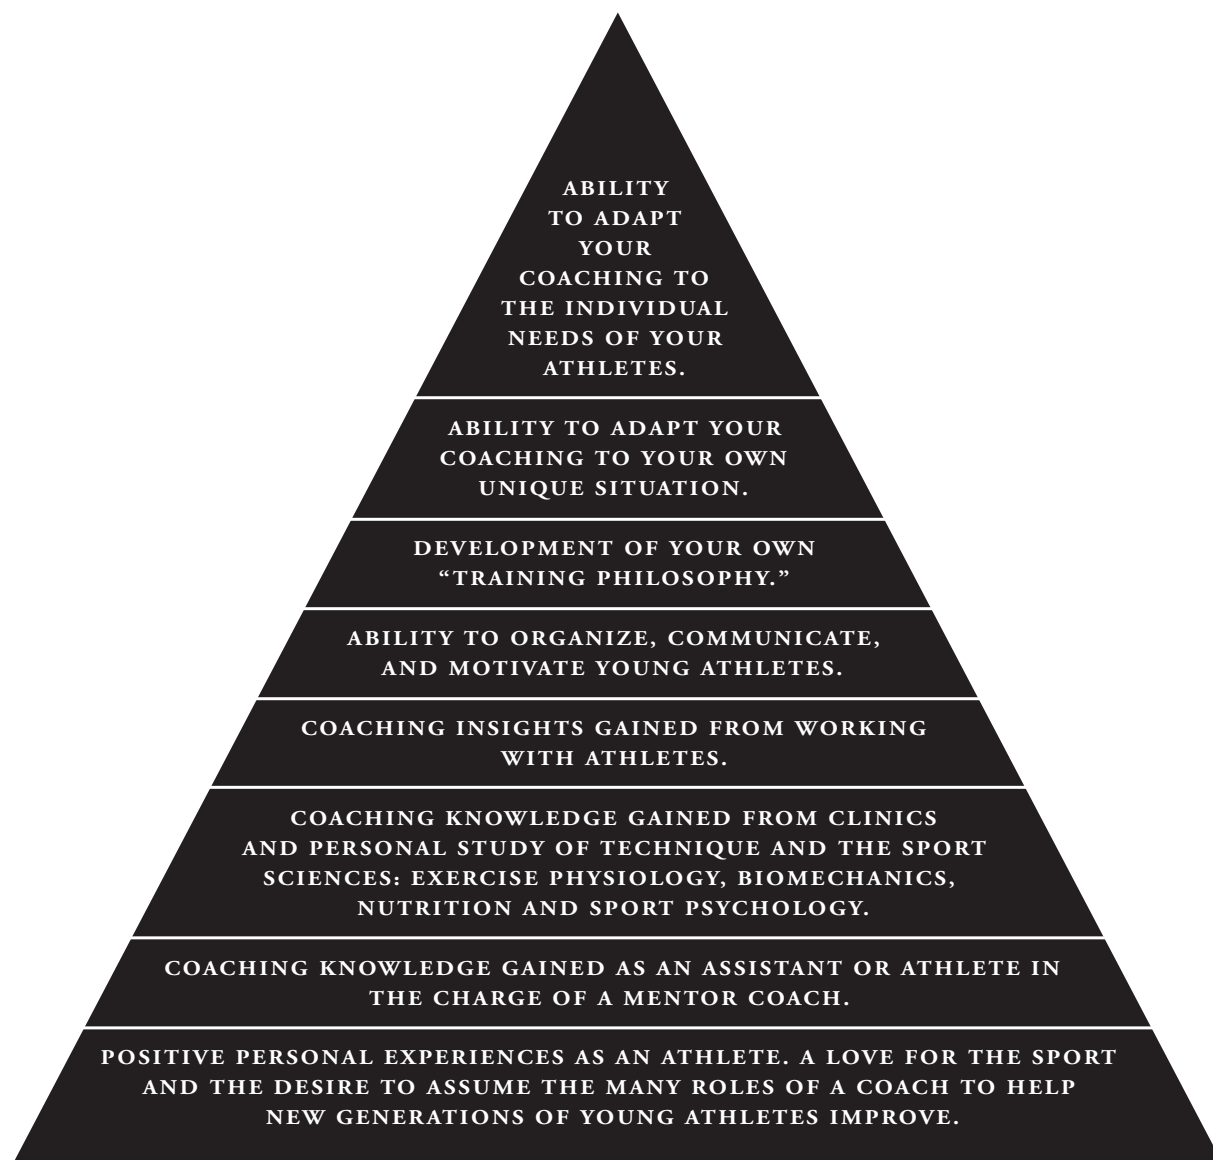 ABILITY
TO ADAPT
YOUR
COACHING TO
THE INDIVIDUAL
NEEDS OF YOUR
ATHLETES.
ABILITY TO ADAPT YOUR
COACHING TO YOUR OWN
UNIQUE SITUATION.
DEVELOPMENT OF YOUR OWN
“TRAINING PHILOSOPHY.”
ABILITY TO ORGANIZE, COMMUNICATE,
AND MOTIVATE YOUNG ATHLETES.
COACHING INSIGHTS GAINED FROM WORKING
WITH ATHLETES.
COACHING KNOWLEDGE GAINED FROM CLINICS
AND PERSONAL STUDY OF TECHNIQUE AND THE SPORT
SCIENCES: EXERCISE PHYSIOLOGY, BIOMECHANICS,
NUTRITION AND SPORT PSYCHOLOGY.
COACHING KNOWLEDGE GAINED AS AN ASSISTANT OR ATHLETE IN
THE CHARGE OF A MENTOR COACH.
POSITIVE PERSONAL EXPERIENCES AS AN ATHLETE. A LOVE FOR THE SPORT
AND THE DESIRE TO ASSUME THE MANY ROLES OF A COACH TO HELP
NEW GENERATIONS OF YOUNG ATHLETES IMPROVE.